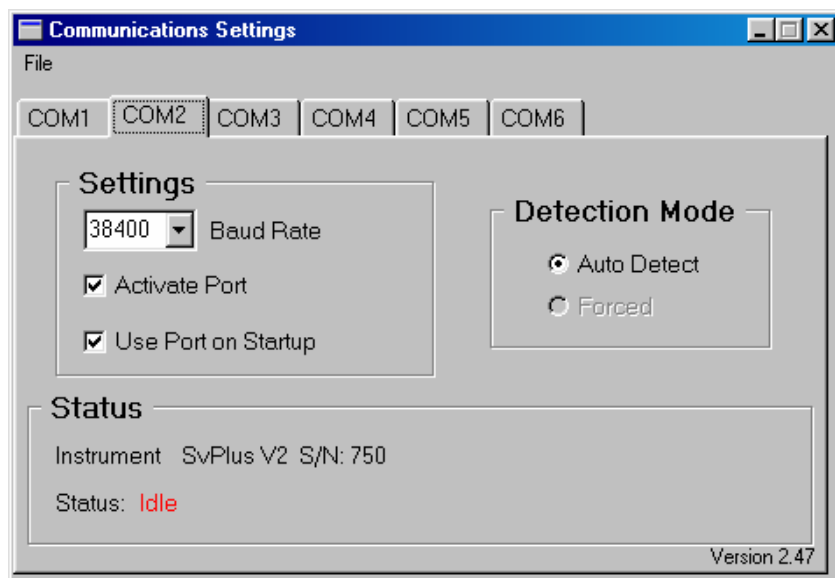 Communications Settings
File
COM1 COM2 COM3 COM4 COM5 COM6
Settings
38400 Baud Rate
Activate Port
Use Port on Startup
Detection Mode
Auto Detect
Forced
Status
Instrument SvPlus V2 S/N: 750
Status: Idle
Version 2.47